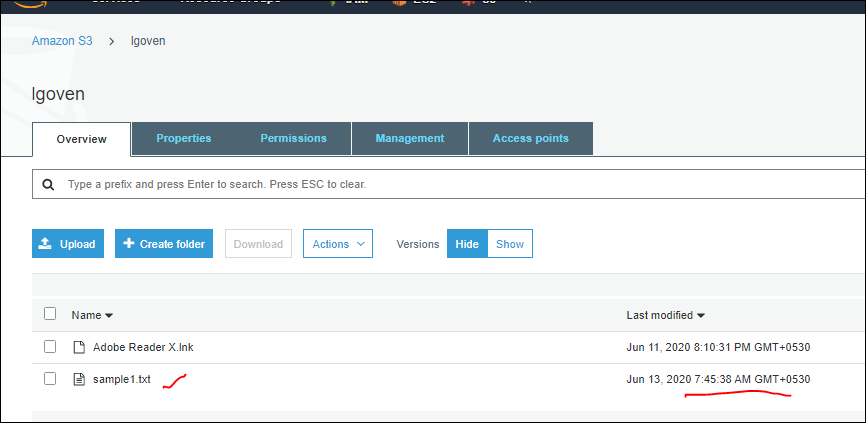 Amazon S3 > lgoven
lgoven
Overview Properties Permissions Management Access points
Type a prefix and press Enter to search. Press ESC to clear.
Upload + Create folder Download Actions Versions Hide Show
Name Last modified
Adobe Reader X.lnk Jun 11, 2020 8:10:31 PM GMT+0530
sample1.txt Jun 13, 2020 7:45:38 AM GMT+0530